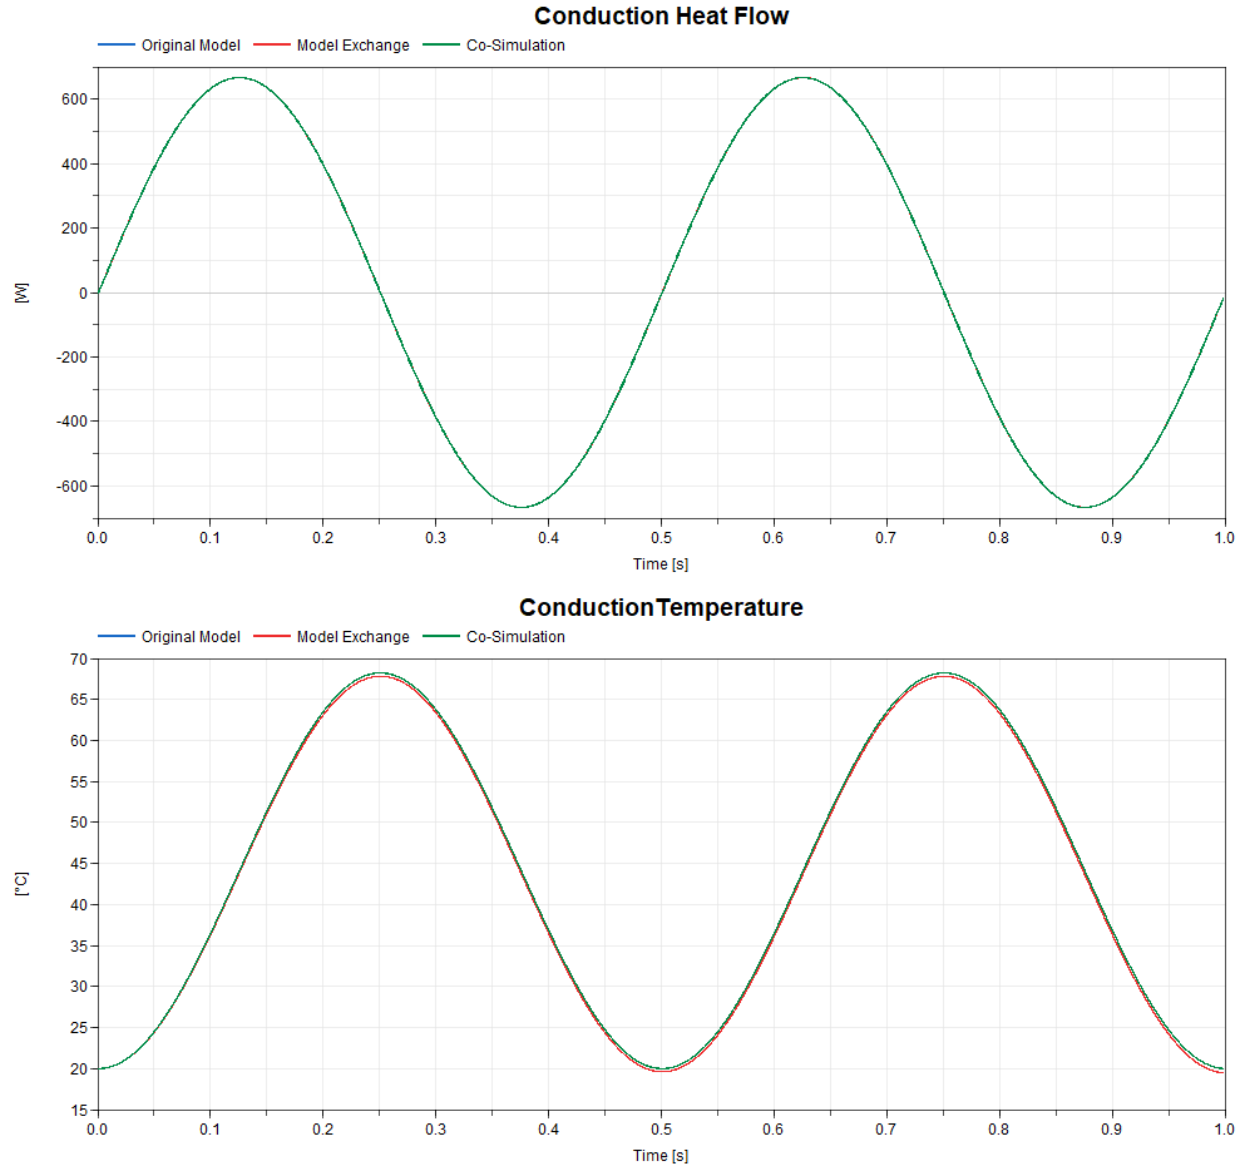 Conduction Heat Flow
Original Model Model Exchange Co-Simulation
600
400
200
0
-200
-400
-600
[W]
0.0 0.1 0.2 0.3 0.4 0.5 0.6 0.7 0.8 0.9 1.0
Time [s]
ConductionTemperature
Original Model Model Exchange Co-Simulation
70
65
60
55
50
45
40
35
30
25
20
15
[°C]
0.0 0.1 0.2 0.3 0.4 0.5 0.6 0.7 0.8 0.9 1.0
Time [s]